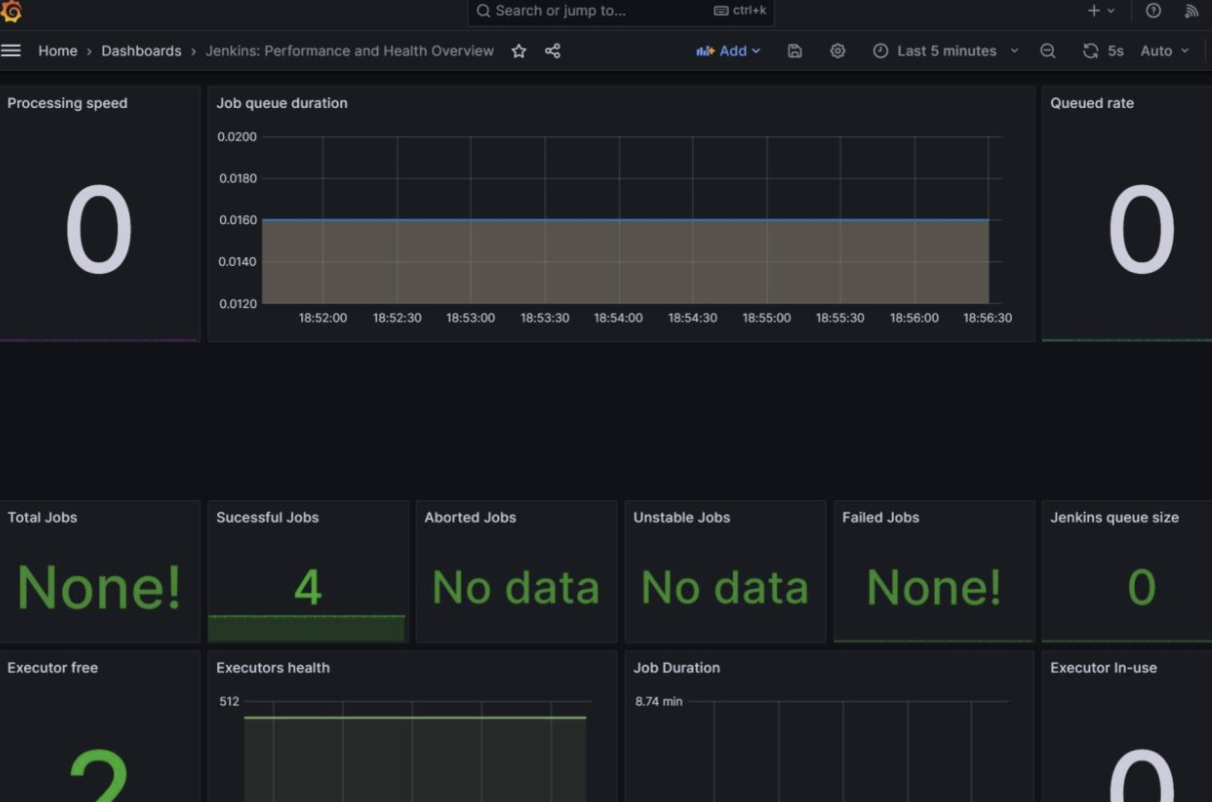 Search or jump to...
ctrl+k
Home › Dashboards › Jenkins: Performance and Health Overview
Add
Last 5 minutes
5s
Auto
Processing speed
0
Job queue duration
0.0200
0.0180
0.0160
0.0140
0.0120
18:52:00 18:52:30 18:53:00 18:53:30 18:54:00 18:54:30 18:55:00 18:55:30 18:56:00 18:56:30
Queued rate
0
Total Jobs
None!
Sucessful Jobs
4
Aborted Jobs
No data
Unstable Jobs
No data
Failed Jobs
None!
Jenkins queue size
0
Executor free
2
Executors health
512
Job Duration
8.74 min
Executor In-use
0